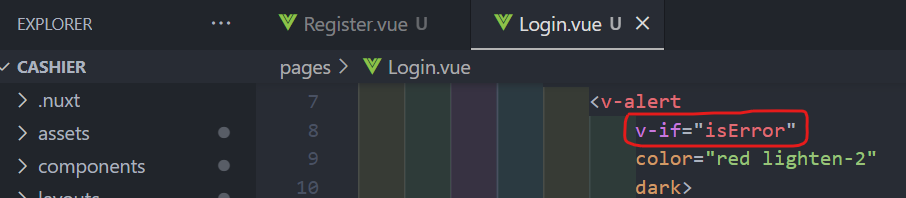 EXPLORER ... Register.vue U Login.vue U ×
CASHIER
pages > Login.vue
> .nuxt
> assets
> components
7 <v-alert
8 v-if="isError"
9 color="red lighten-2"
10 dark>